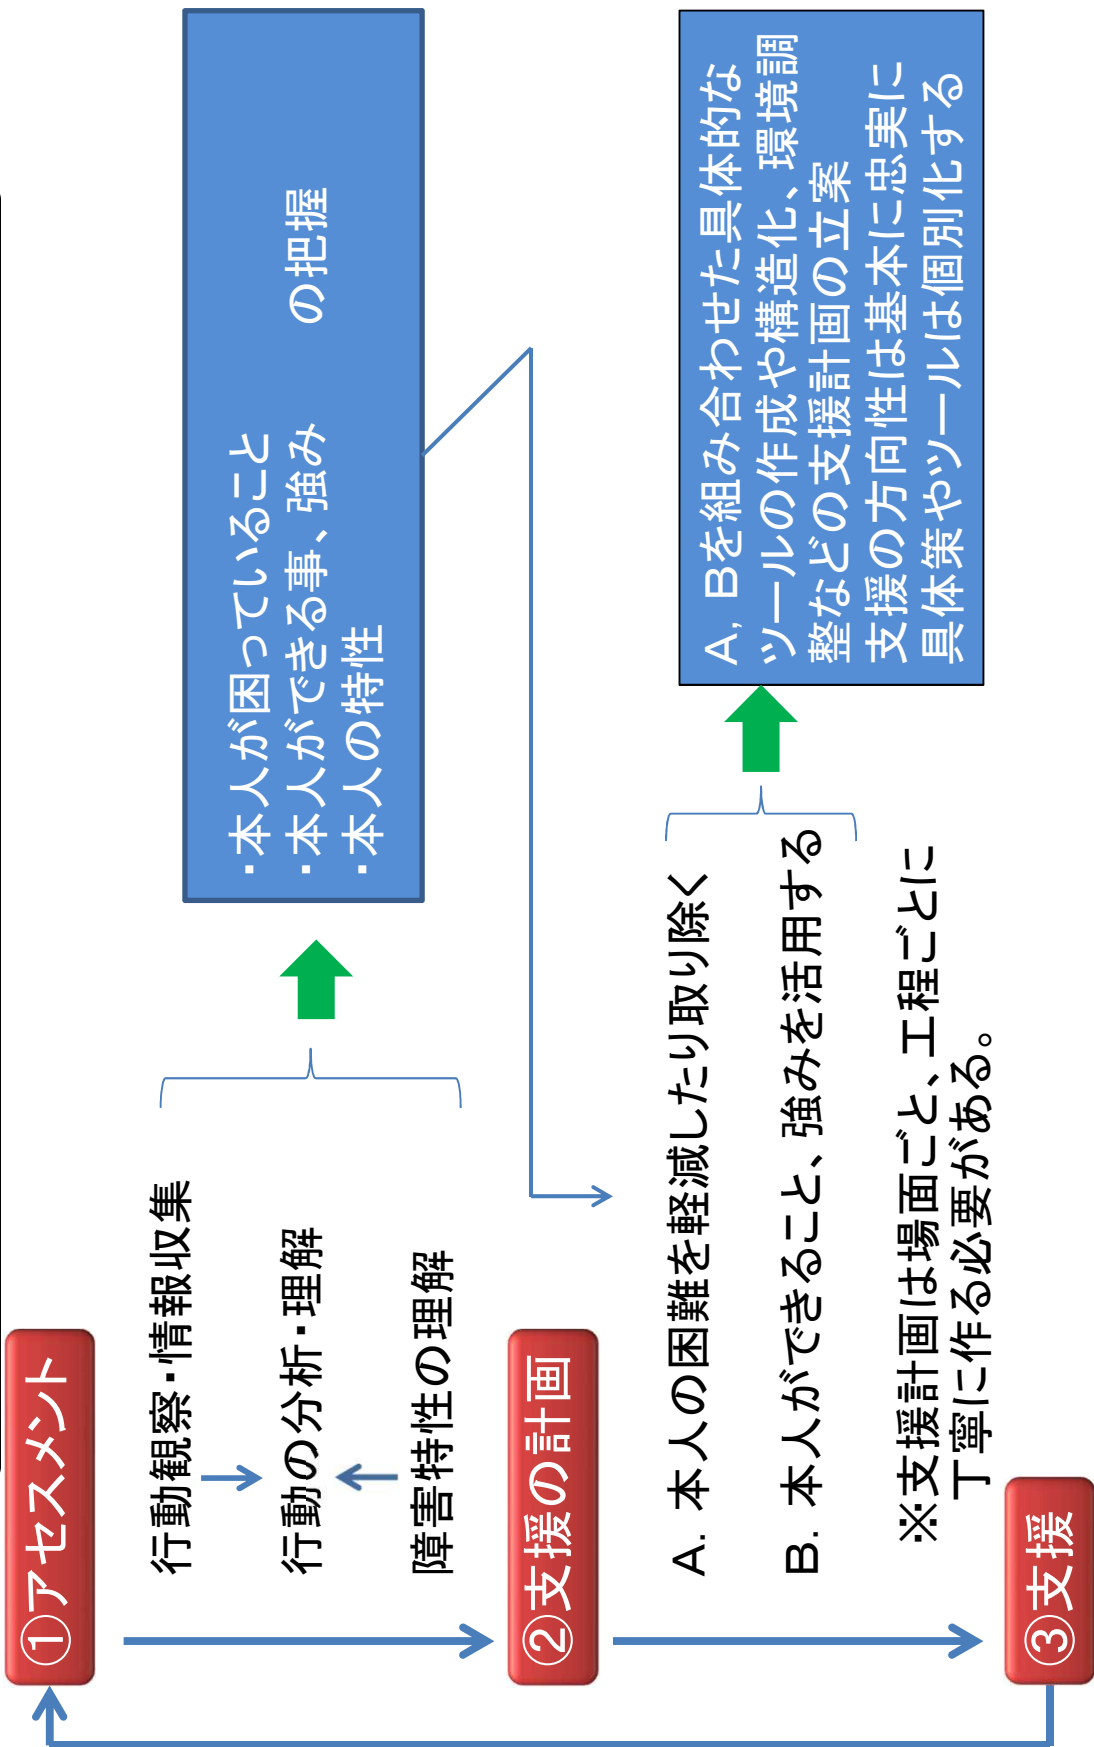 ①アセスメント
行動観察・情報収集
行動の分析・理解
障害特性の理解
・本人が困っていること
・本人ができる事、強み　の把握
・本人の特性
②支援の計画
A. 本人の困難を軽減したり取り除く
B. 本人ができること、強みを活用する
※支援計画は場面ごと、工程ごとに
丁寧に作る必要がある。
A, Bを組み合わせた具体的な
ツールの作成や構造化、環境調
整などの支援計画の立案
支援の方向性は基本に忠実に
具体策やツールは個別化する
③支援